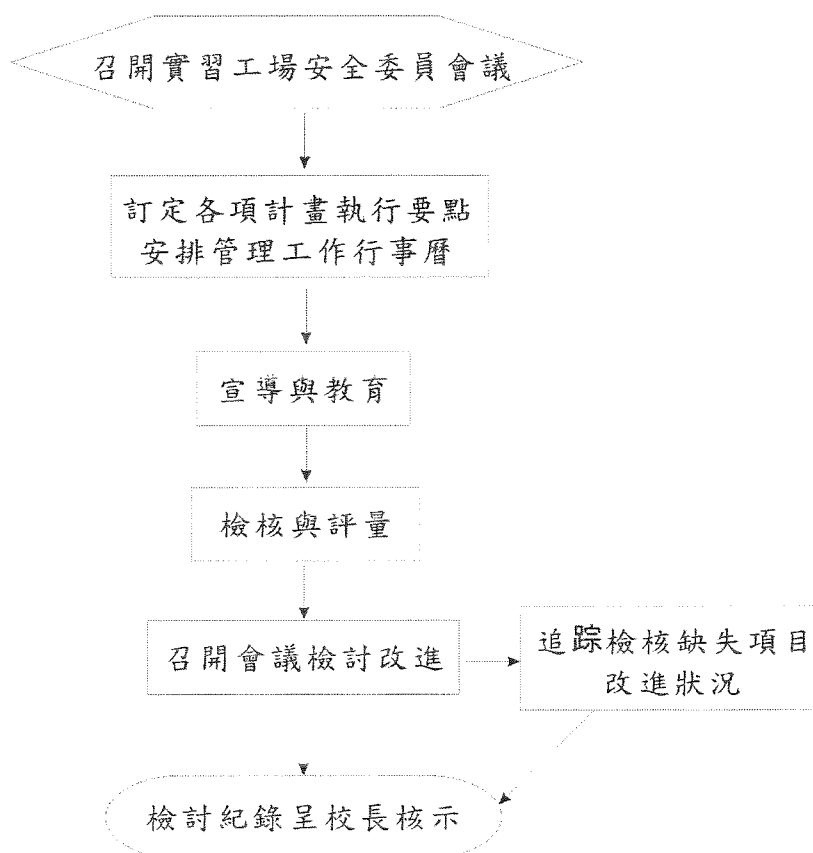 召開實習工場安全委員會議
訂定各項計畫執行要點
安排管理工作行事曆
宣導與教育
檢核與評量
召開會議檢討改進
追踪檢核缺失項目
改進狀況
檢討紀錄呈校長核示